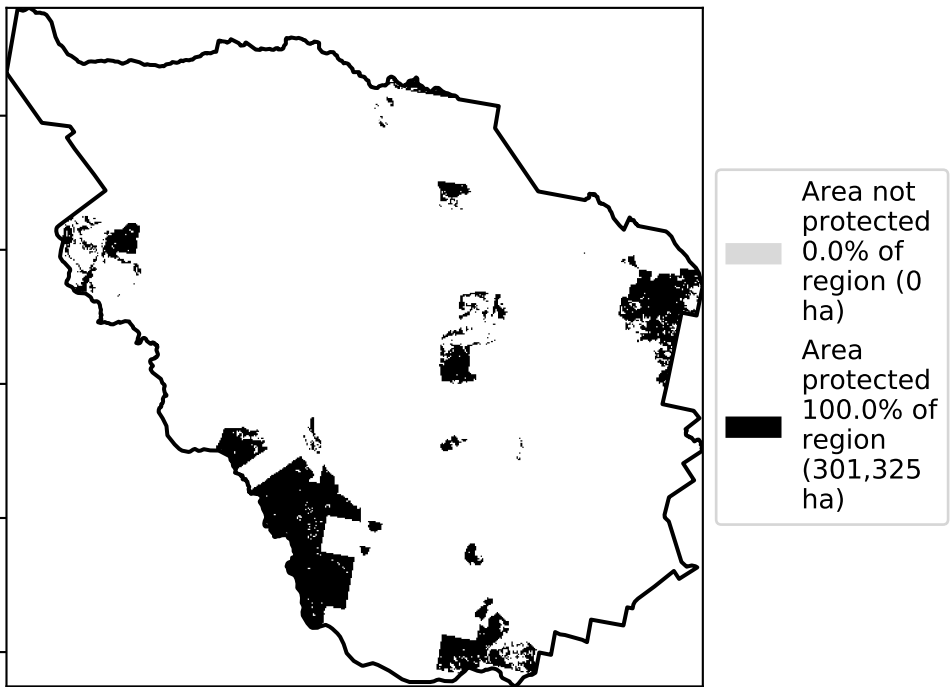 Area not
protected
0.0% of
region (0
ha)
Area
protected
100.0% of
region
(301,325
ha)